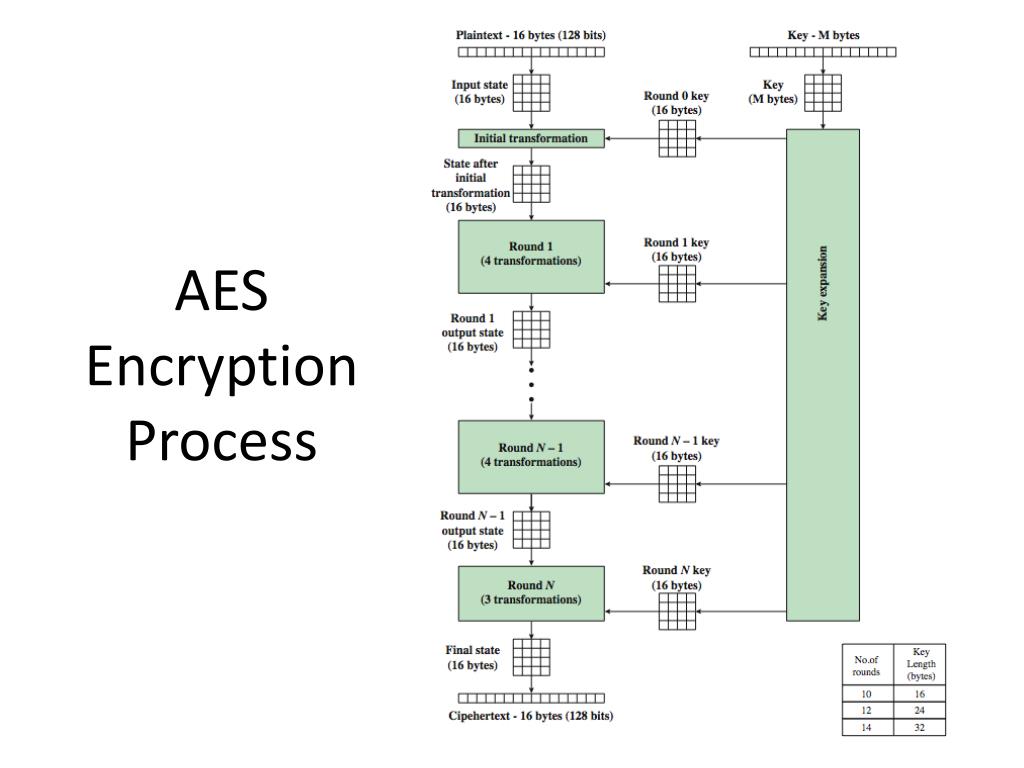 AES
Encryption
Process
Plaintext - 16 bytes (128 bits)
Key - M bytes
Input state
(16 bytes)
Key
(M bytes)
Round 0 key
(16 bytes)
Initial transformation
State after
initial
transformation
(16 bytes)
Round 1
(4 transformations)
Round 1 key
(16 bytes)
Key expansion
Round 1
output state
(16 bytes)
Round N – 1
(4 transformations)
Round N – 1 key
(16 bytes)
Round N – 1
output state
(16 bytes)
Round N
(3 transformations)
Round N key
(16 bytes)
Final state
(16 bytes)
Cipehertext - 16 bytes (128 bits)
No.of
rounds
Key
Length
(bytes)
10 16
12 24
14 32